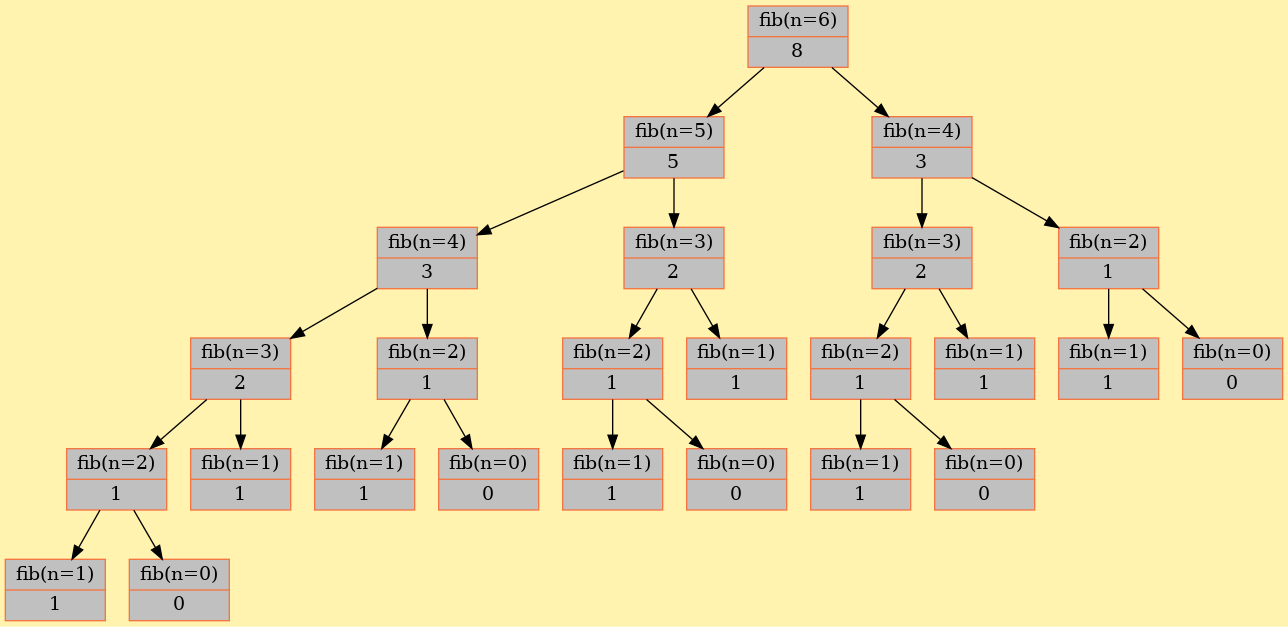 fib(n=6)
8
fib(n=5)
5
fib(n=4)
3
fib(n=4)
3
fib(n=3)
2
fib(n=3)
2
fib(n=2)
1
fib(n=3)
2
fib(n=2)
1
fib(n=2)
1
fib(n=1)
1
fib(n=2)
1
fib(n=1)
1
fib(n=1)
1
fib(n=0)
0
fib(n=2)
1
fib(n=1)
1
fib(n=1)
1
fib(n=0)
0
fib(n=1)
1
fib(n=0)
0
fib(n=1)
1
fib(n=0)
0
fib(n=1)
1
fib(n=0)
0